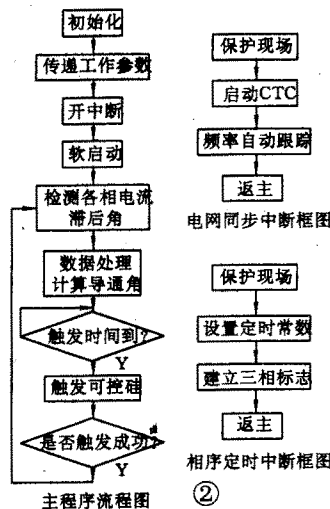 初始化
传递工作参数
开中断
软启动
检测各相电流
滞后角
数据处理
计算导通角
触发时间到?
Y
触发可控硅
是否触发成功?
Y
主程序流程图
保护现场
启动CTC
频率自动跟踪
返主
电网同步中断框图
保护现场
设置定时常数
建立三相标志
返主
相序定时中断框图
②